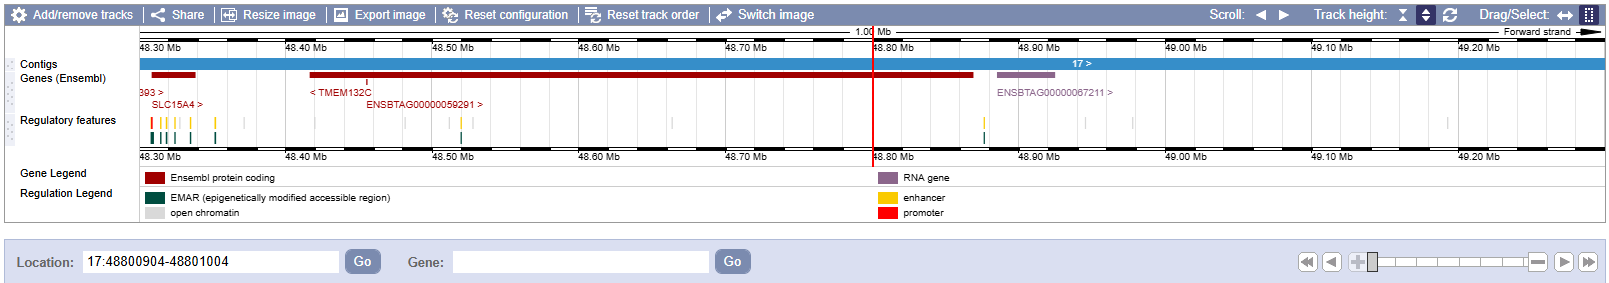 Add/remove tracks Share Resize image Export image Reset configuration Reset track order Switch image Scroll: Track height: Drag/Select:
1.00 Mb Forward strand
48.30 Mb 48.40 Mb 48.50 Mb 48.60 Mb 48.70 Mb 48.80 Mb 48.90 Mb 49.00 Mb 49.10 Mb 49.20 Mb
Contigs 17 >
Genes (Ensembl)
393 > < TMEM132C ENSBTAG00000067211 >
SLC15A4 > ENSBTAG00000059291 >
Regulatory features
48.30 Mb 48.40 Mb 48.50 Mb 48.60 Mb 48.70 Mb 48.80 Mb 48.90 Mb 49.00 Mb 49.10 Mb 49.20 Mb
Gene Legend Ensembl protein coding RNA gene
Regulation Legend EMAR (epigenetically modified accessible region) enhancer
open chromatin promoter
Location: 17:48800904-48801004 Go Gene: Go